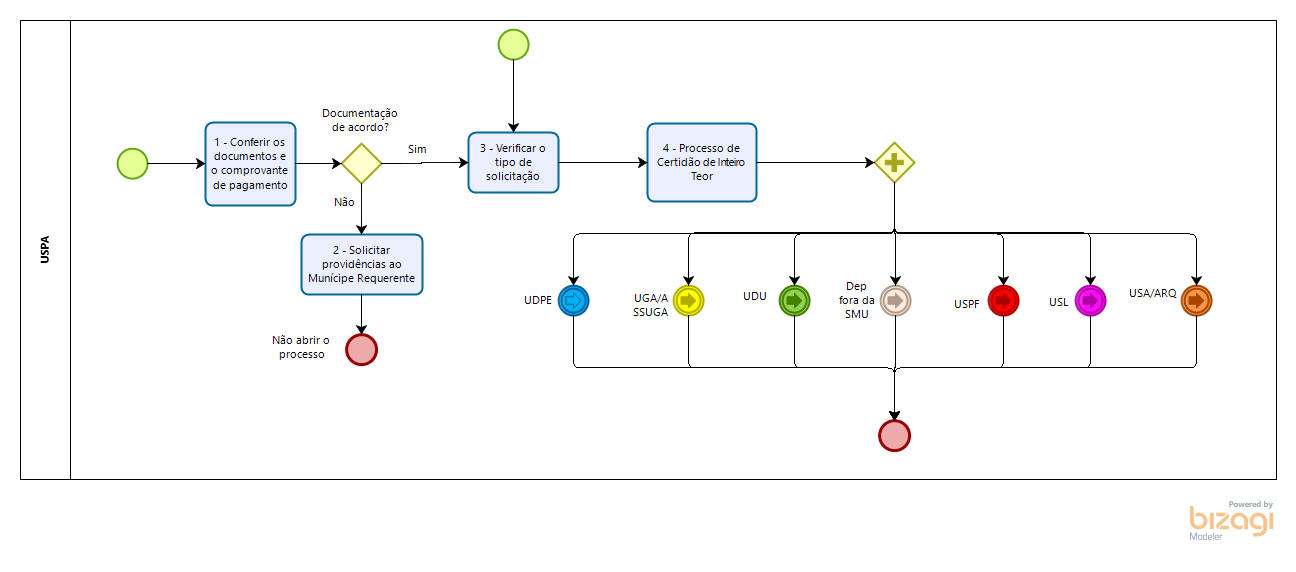 USPA
1 - Conferir os
documentos e
o comprovante
de pagamento
Documentação
de acordo?
Sim
Não
2 - Solicitar
providências ao
Munícipe Requerente
Não abrir o
processo
3 - Verificar o
tipo de
solicitação
4 - Processo de
Certidão de Inteiro
Teor
UDPE
UGA/A
SSUGA
UDU
Dep
fora da
SMU
USPF
USL
USA/ARQ
Powered by
bizagi
Modeler